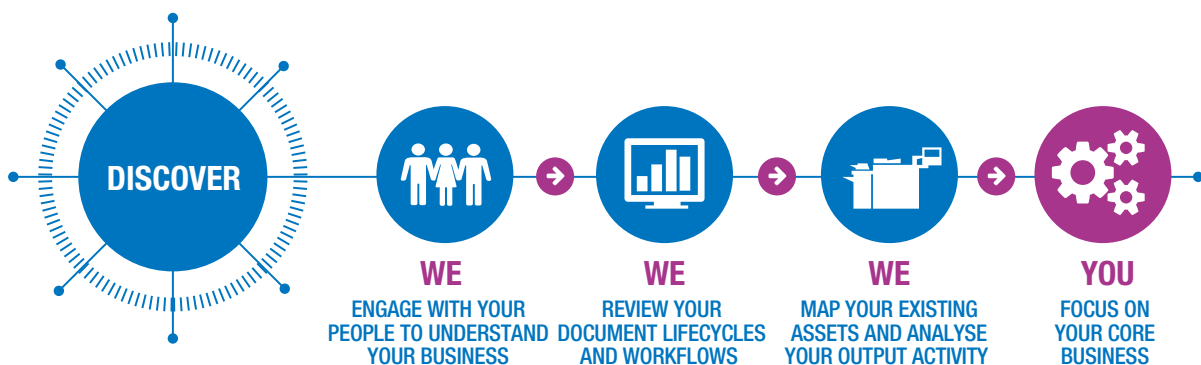 DISCOVER
WE
ENGAGE WITH YOUR
PEOPLE TO UNDERSTAND
YOUR BUSINESS
WE
REVIEW YOUR
DOCUMENT LIFECYCLES
AND WORKFLOWS
WE
MAP YOUR EXISTING
ASSETS AND ANALYSE
YOUR OUTPUT ACTIVITY
YOU
FOCUS ON
YOUR CORE
BUSINESS